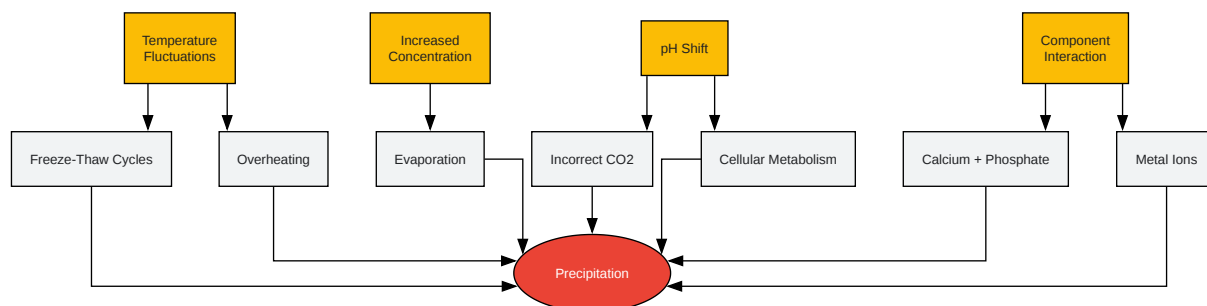 Temperature
Fluctuations
Increased
Concentration
pH Shift
Component
Interaction
Freeze-Thaw Cycles
Overheating
Evaporation
Incorrect CO2
Cellular Metabolism
Calcium + Phosphate
Metal Ions
Precipitation